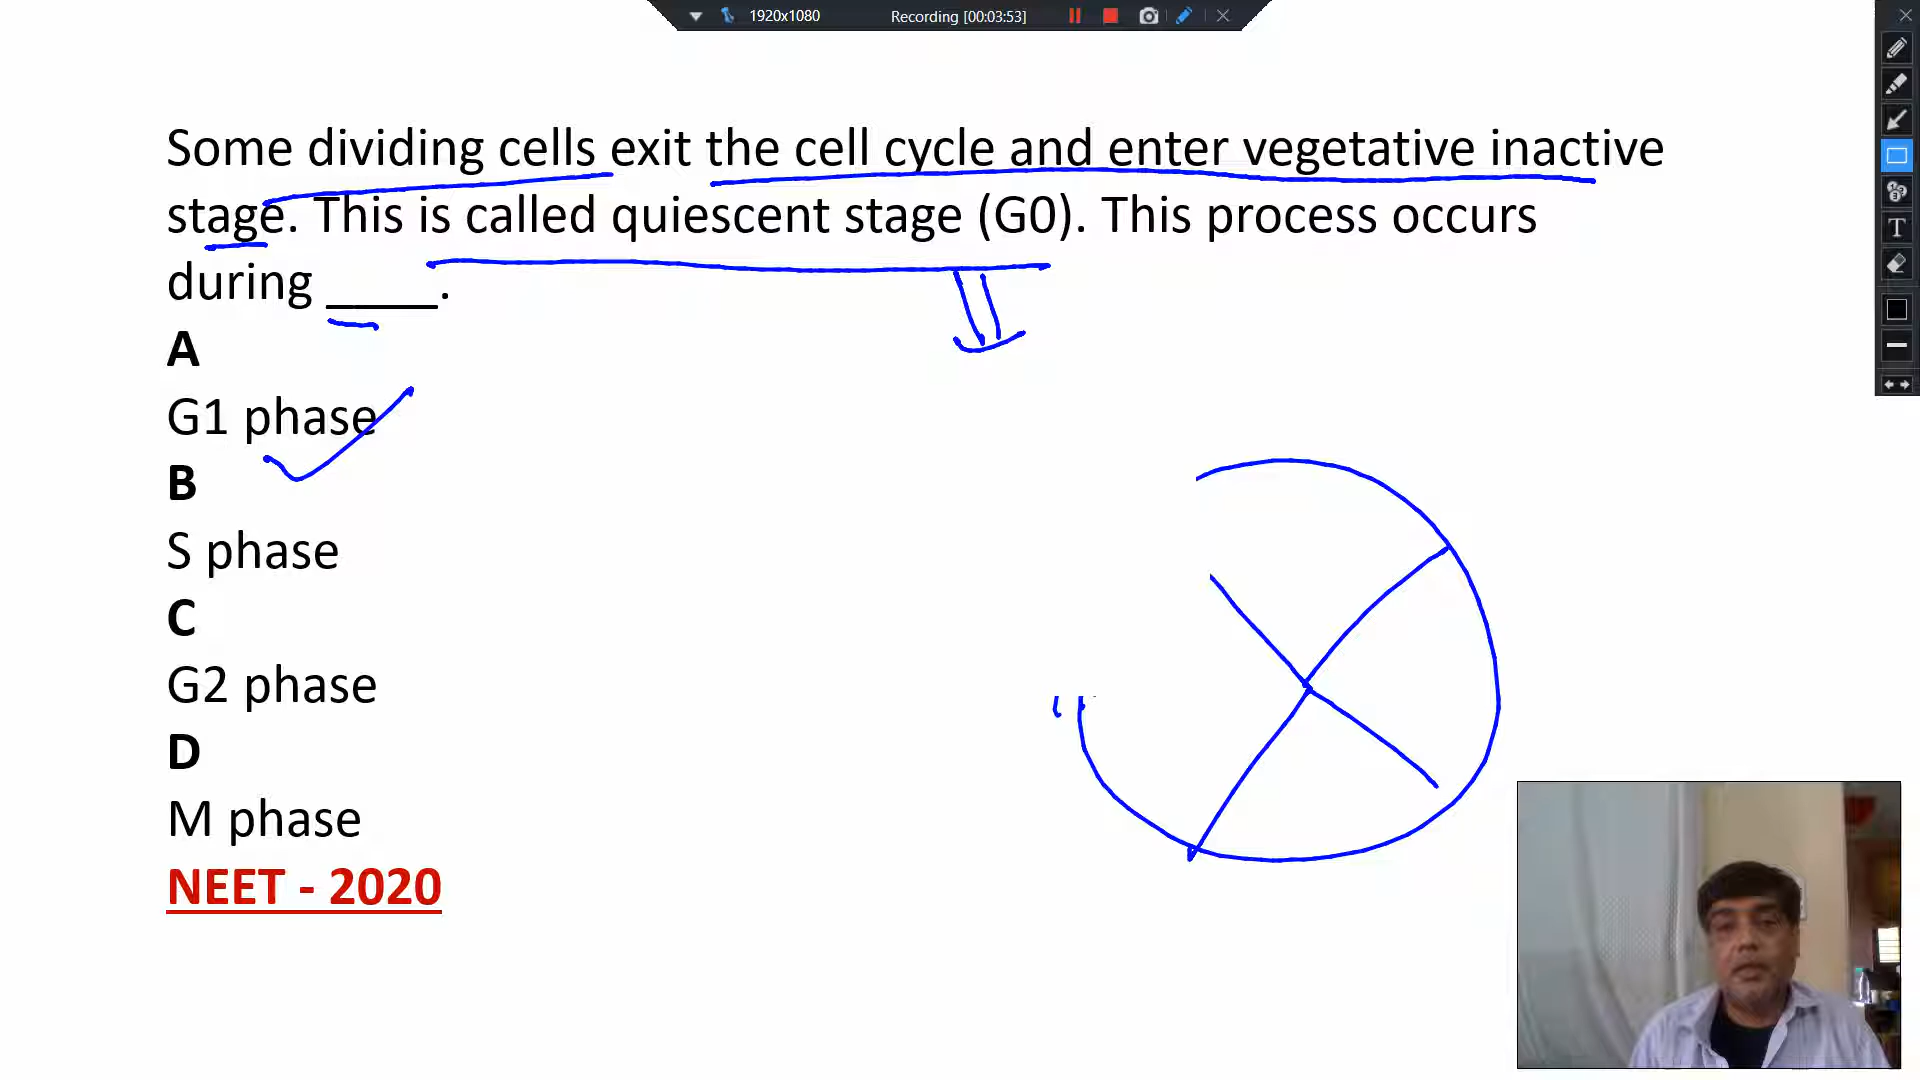 1920x1080 Recording [00:03:53]
Some dividing cells exit the cell cycle and enter vegetative inactive
stage. This is called quiescent stage (G0). This process occurs
during ____.
A
G1 phase
B
S phase
C
G2 phase
D
M phase
NEET - 2020